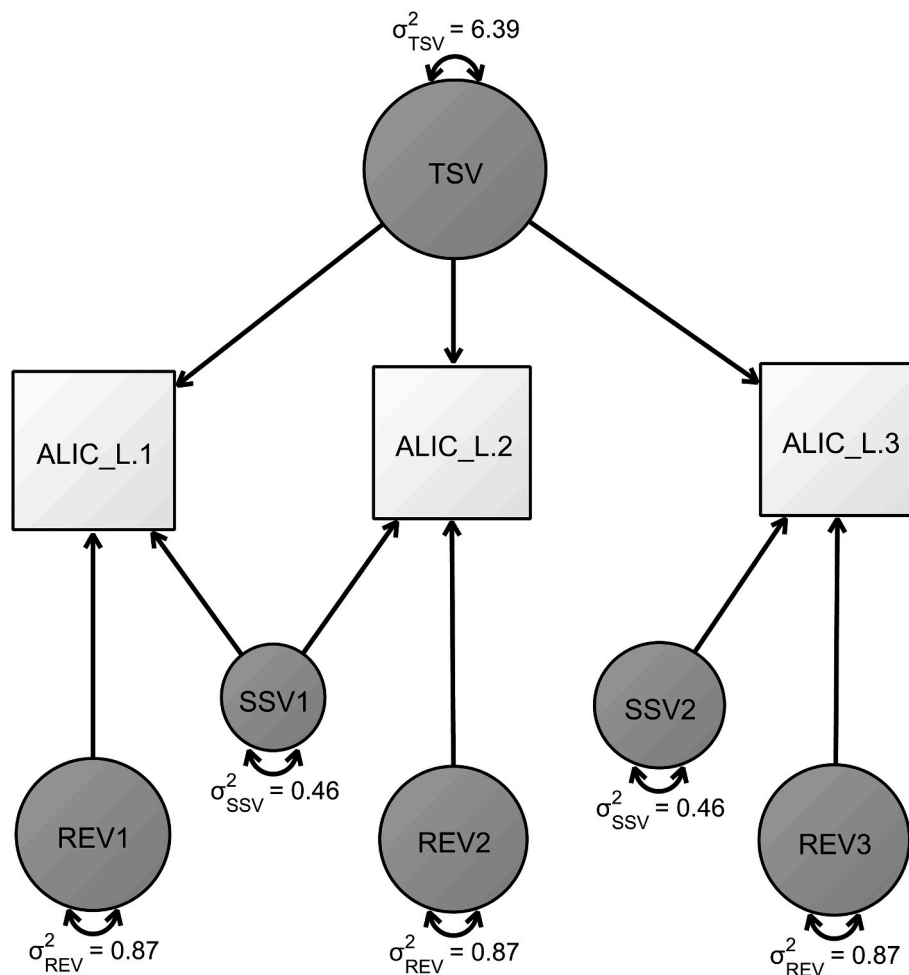 σ²TSV = 6.39
TSV
ALIC_L.1
ALIC_L.2
ALIC_L.3
SSV1
SSV2
σ²SSV = 0.46
σ²SSV = 0.46
REV1
REV2
REV3
σ²REV = 0.87
σ²REV = 0.87
σ²REV = 0.87